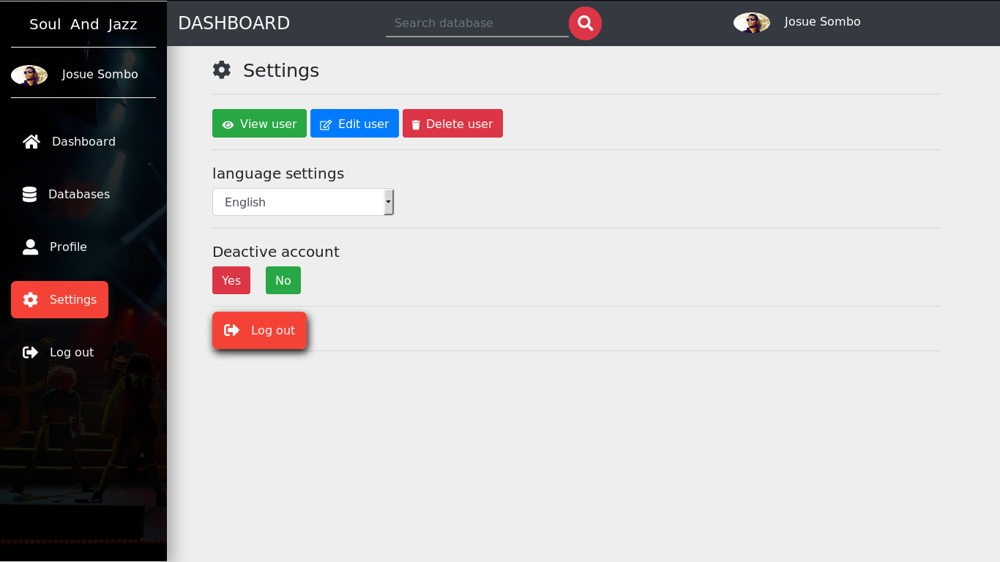 Soul And Jazz
Josue Sombo
Dashboard
Databases
Profile
Settings
Log out
DASHBOARD
Search database
Josue Sombo
Settings
View user
Edit user
Delete user
language settings
English
Deactive account
Yes
No
Log out